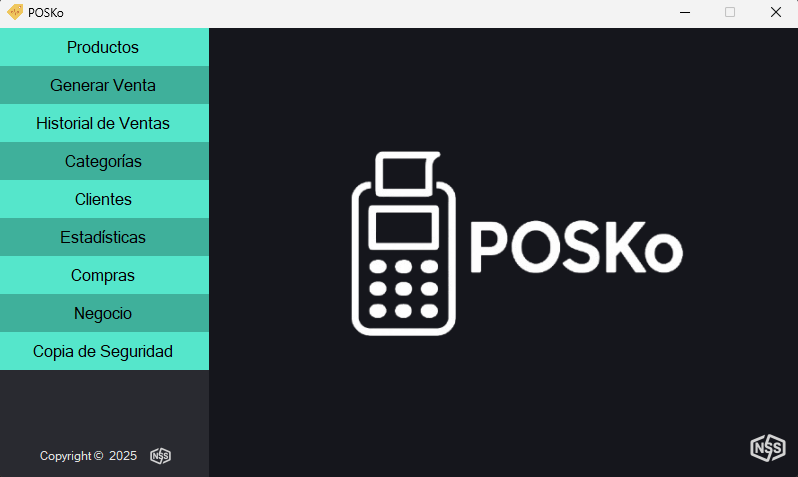 POSKo
Productos
Generar Venta
Historial de Ventas
Categorías
Clientes
Estadísticas
Compras
Negocio
Copia de Seguridad
POSKo
Copyright © 2025 NSS
NSS